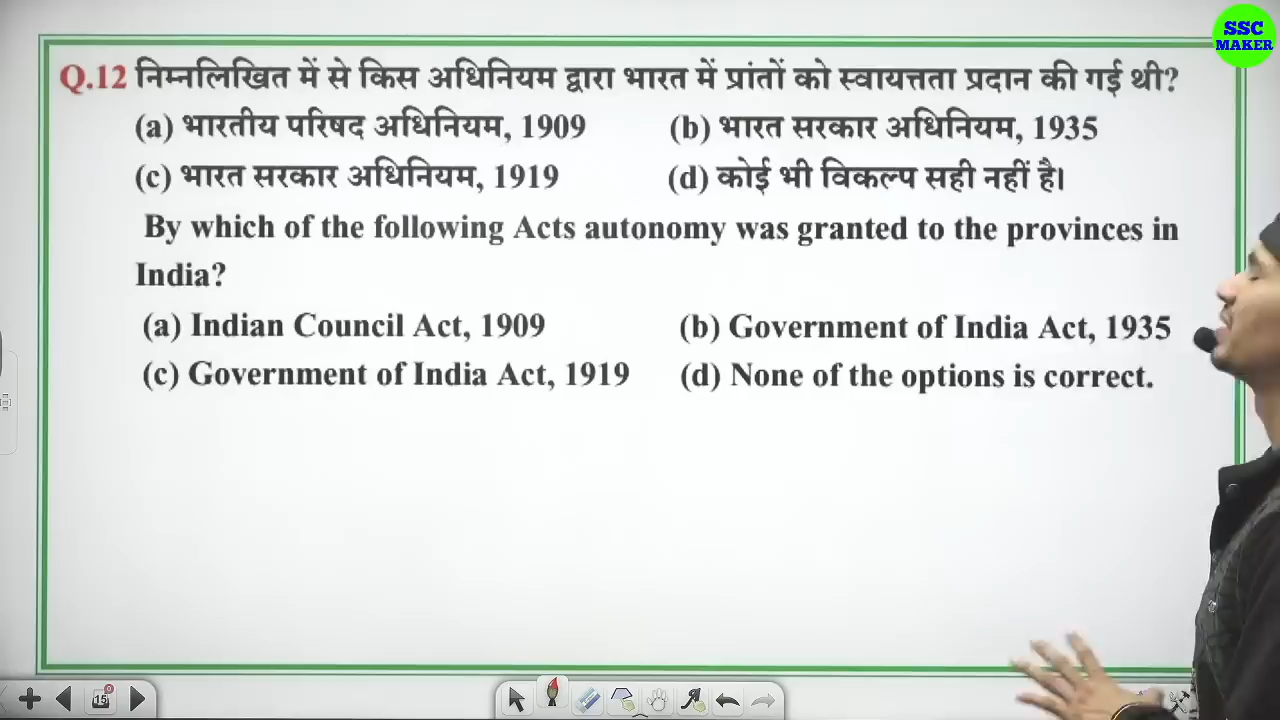 SSC
MAKER
Q.12 निम्नलिखित में से किस अधिनियम द्वारा भारत में प्रांतों को स्वायत्तता प्रदान की गई थी?
(a) भारतीय परिषद अधिनियम, 1909 (b) भारत सरकार अधिनियम, 1935
(c) भारत सरकार अधिनियम, 1919 (d) कोई भी विकल्प सही नहीं है।
By which of the following Acts autonomy was granted to the provinces in
India?
(a) Indian Council Act, 1909 (b) Government of India Act, 1935
(c) Government of India Act, 1919 (d) None of the options is correct.
15